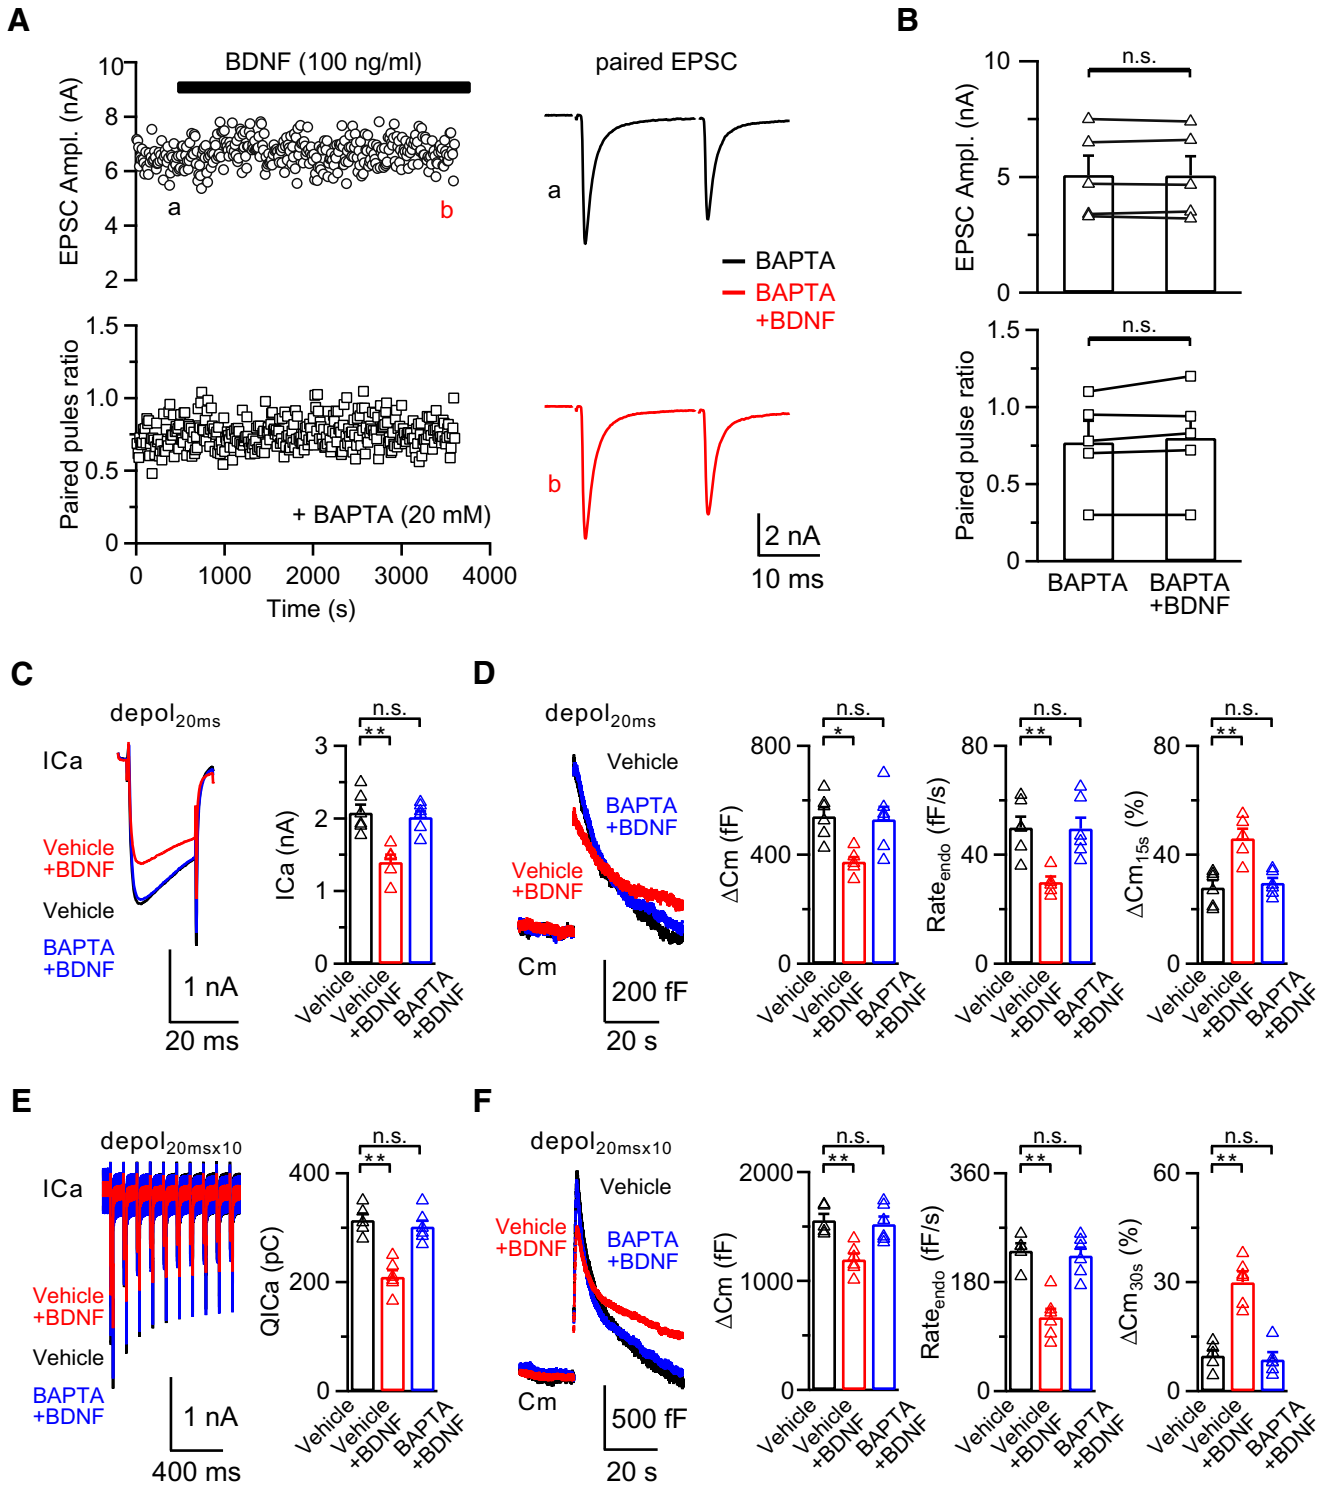 A
BDNF (100 ng/ml)
paired EPSC
EPSC Ampl. (nA)
10
8
6
4
2
a
b
a
BAPTA
BAPTA
+BDNF
Paired pules ratio
1.5
1.0
0.5
0
+ BAPTA (20 mM)
0
1000
2000
3000
4000
Time (s)
b
2 nA
10 ms
B
n.s.
EPSC Ampl. (nA)
10
5
0
n.s.
Paired pulse ratio
1.5
1.0
0.5
0
BAPTA
BAPTA
+BDNF
C
depol20ms
ICa
Vehicle
+BDNF
Vehicle
BAPTA
+BDNF
1 nA
20 ms
n.s.
**
ICa (nA)
3
2
1
0
Vehicle
Vehicle
+BDNF
BAPTA
+BDNF
D
depol20ms
Vehicle
BAPTA
+BDNF
Vehicle
+BDNF
Cm
200 fF
20 s
n.s.
*
ΔCm (fF)
800
400
0
Vehicle
Vehicle
+BDNF
BAPTA
+BDNF
n.s.
**
Rateendo (fF/s)
80
40
0
Vehicle
Vehicle
+BDNF
BAPTA
+BDNF
n.s.
**
ΔCm15s (%)
80
40
0
Vehicle
Vehicle
+BDNF
BAPTA
+BDNF
E
depol20msx10
ICa
Vehicle
+BDNF
Vehicle
BAPTA
+BDNF
1 nA
400 ms
n.s.
**
QICa (pC)
400
200
0
Vehicle
Vehicle
+BDNF
BAPTA
+BDNF
F
depol20msx10
Vehicle
Vehicle
+BDNF
BAPTA
+BDNF
Cm
500 fF
20 s
n.s.
**
ΔCm (fF)
2000
1000
0
Vehicle
Vehicle
+BDNF
BAPTA
+BDNF
n.s.
**
Rateendo (fF/s)
360
180
0
Vehicle
Vehicle
+BDNF
BAPTA
+BDNF
n.s.
**
ΔCm30s (%)
60
30
0
Vehicle
Vehicle
+BDNF
BAPTA
+BDNF